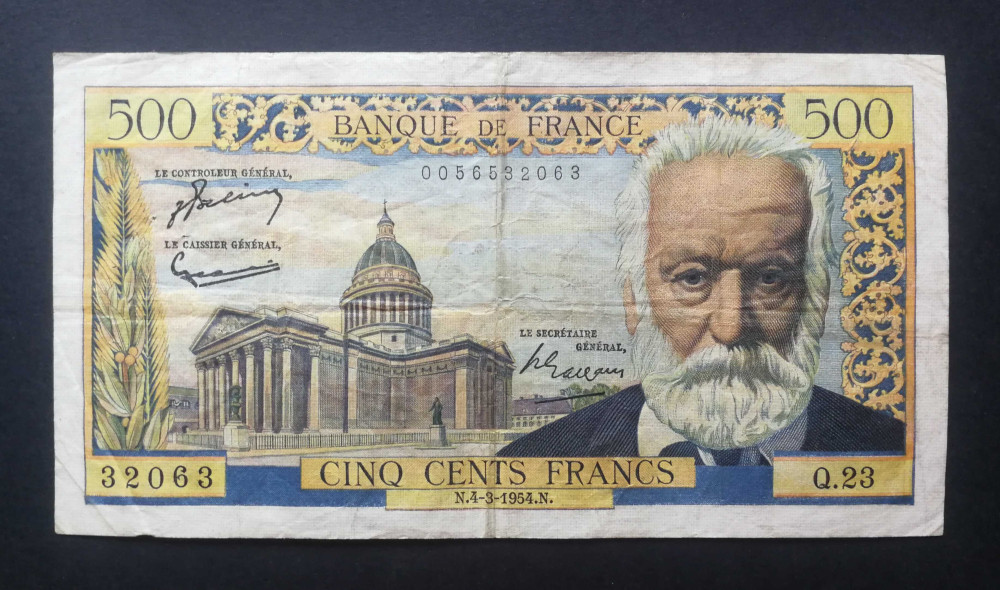 500
BANQUE DE FRANCE
500
0056532063
LE CONTROLEUR GÉNÉRAL,
LE CAISSIER GÉNÉRAL,
LE SECRÉTAIRE
GÉNÉRAL,
32063
CINQ CENTS FRANCS
Q.23
N.4-3-1954.N.